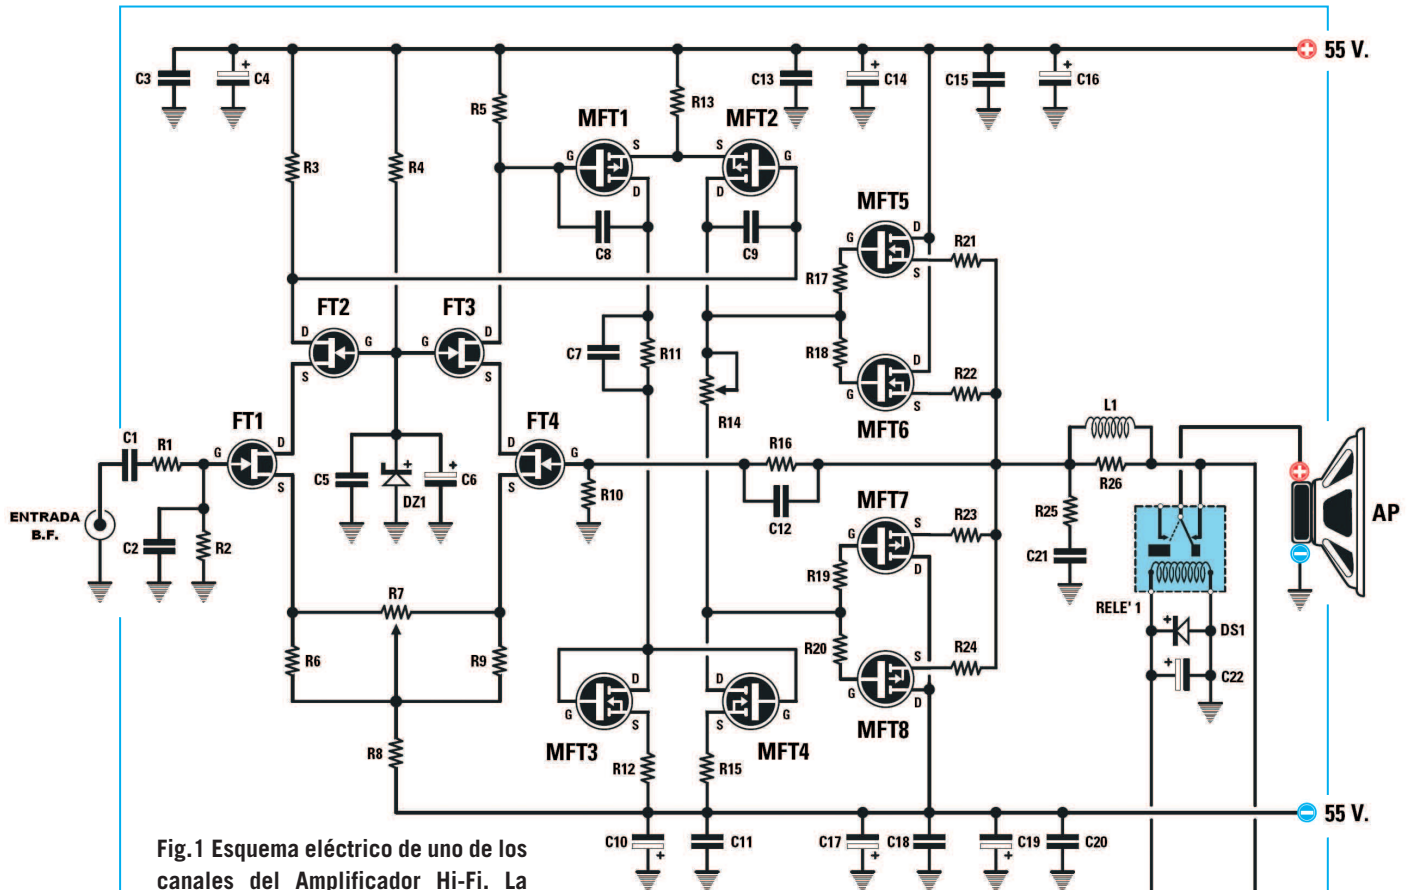 55 V.
C3
C4
C13
C14
C15
C16
R5
R13
MFT1
MFT2
R3
R4
G
S
D
S
D
G
C8
C9
MFT5
G
D
S
R21
R17
FT2
FT3
D
G
S
G
D
S
C7
R11
R18
D
G
S
R22
MFT6
R14
L1
FT1
C1
R1
G
D
S
FT4
D
G
S
R16
R26
C5
DZ1
C6
R10
C12
MFT7
G
S
D
R23
R25
ENTRADA
B.F.
C2
R2
C21
AP
R19
R7
RELE' 1
R6
R9
R20
S
G
D
R24
DS1
MFT8
C22
D
G
S
D
S
G
MFT3
MFT4
R8
R12
R15
55 V.
C10
C11
C17
C18
C19
C20
Fig.1 Esquema eléctrico de uno de los
canales del Amplificador Hi-Fi. La